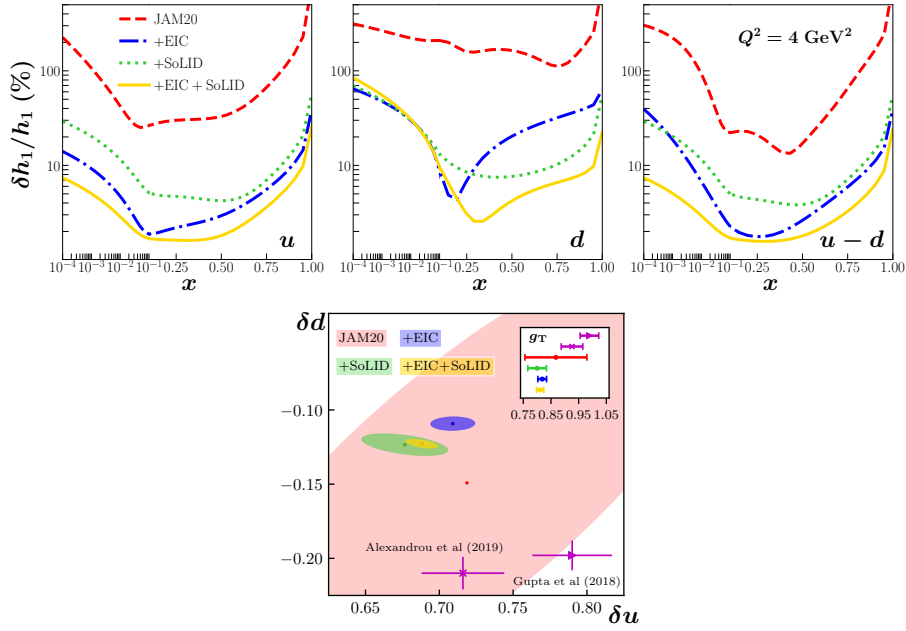 δh₁/h₁ (%)
100
10
JAM20
+EIC
+SoLID
+EIC + SoLID
u
10⁻⁴ 10⁻³ 10⁻² 10⁻¹ 0.25 0.50 0.75 1.00
x
100
10
d
10⁻⁴ 10⁻³ 10⁻² 10⁻¹ 0.25 0.50 0.75 1.00
x
100
10
Q² = 4 GeV²
u − d
10⁻⁴ 10⁻³ 10⁻² 10⁻¹ 0.25 0.50 0.75 1.00
x
δd
JAM20 +EIC
+SoLID +EIC+SoLID
g_T
0.75 0.85 0.95 1.05
−0.10
−0.15
−0.20
Alexandrou et al (2019)
Gupta et al (2018)
0.65 0.70 0.75 0.80
δu